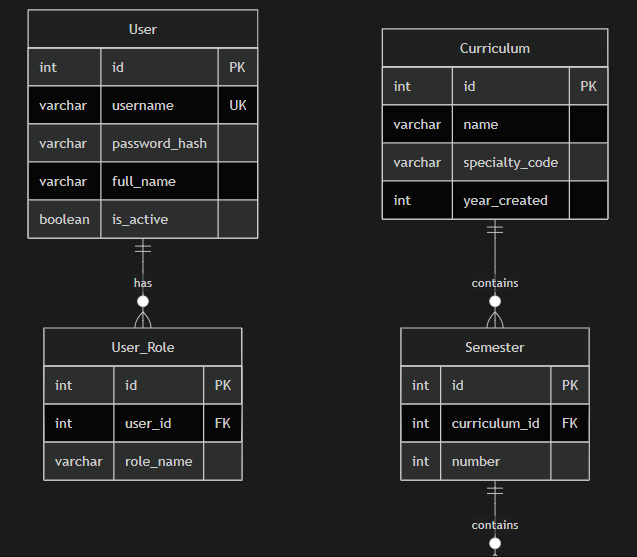 User
int id PK
varchar username UK
varchar password_hash
varchar full_name
boolean is_active
has
User_Role
int id PK
int user_id FK
varchar role_name
Curriculum
int id PK
varchar name
varchar specialty_code
int year_created
contains
Semester
int id PK
int curriculum_id FK
int number
contains